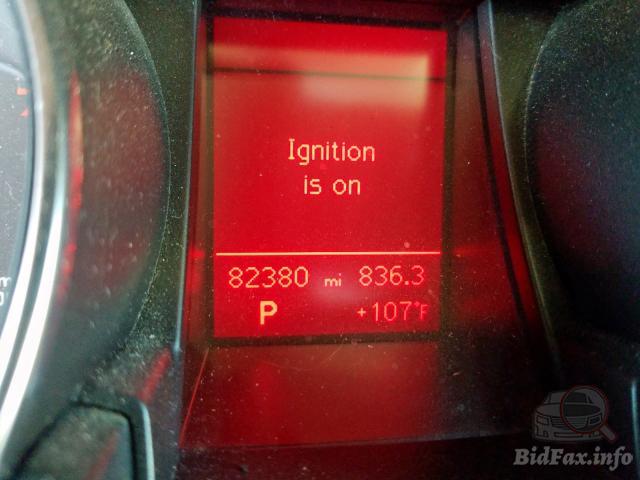 Ignition
is on
82380 mi 836.3
P +107°F
BidFax.info